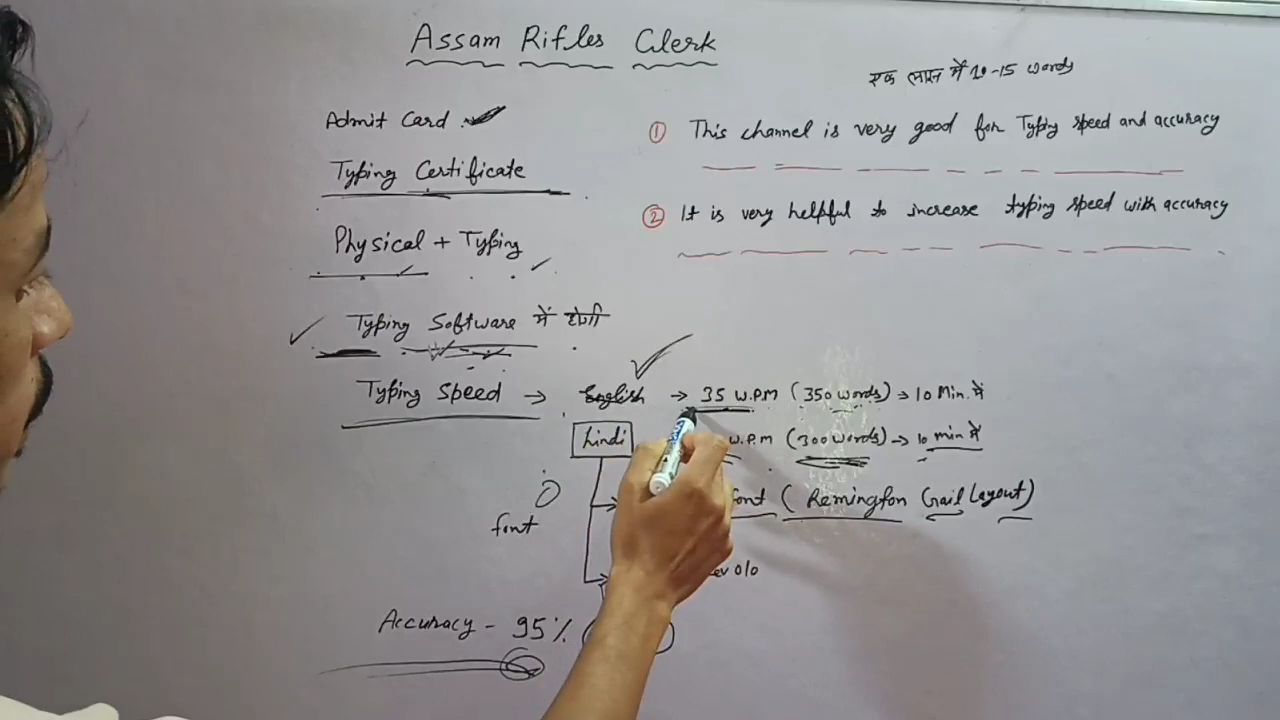 Assam Rifles Clerk
एक लाइन में 10-15 words
Admit Card
① This channel is very good for Typing speed and accuracy
Typing Certificate
② It is very helpful to increase typing speed with accuracy
Physical + Typing
Typing Software में होगी
Typing Speed → English → 35 W.P.M (350 words) → 10 Min. में
hindi W.P.M (300 words) → 10 min में
font font ( Remington Gail Layout)
Accuracy - 95%